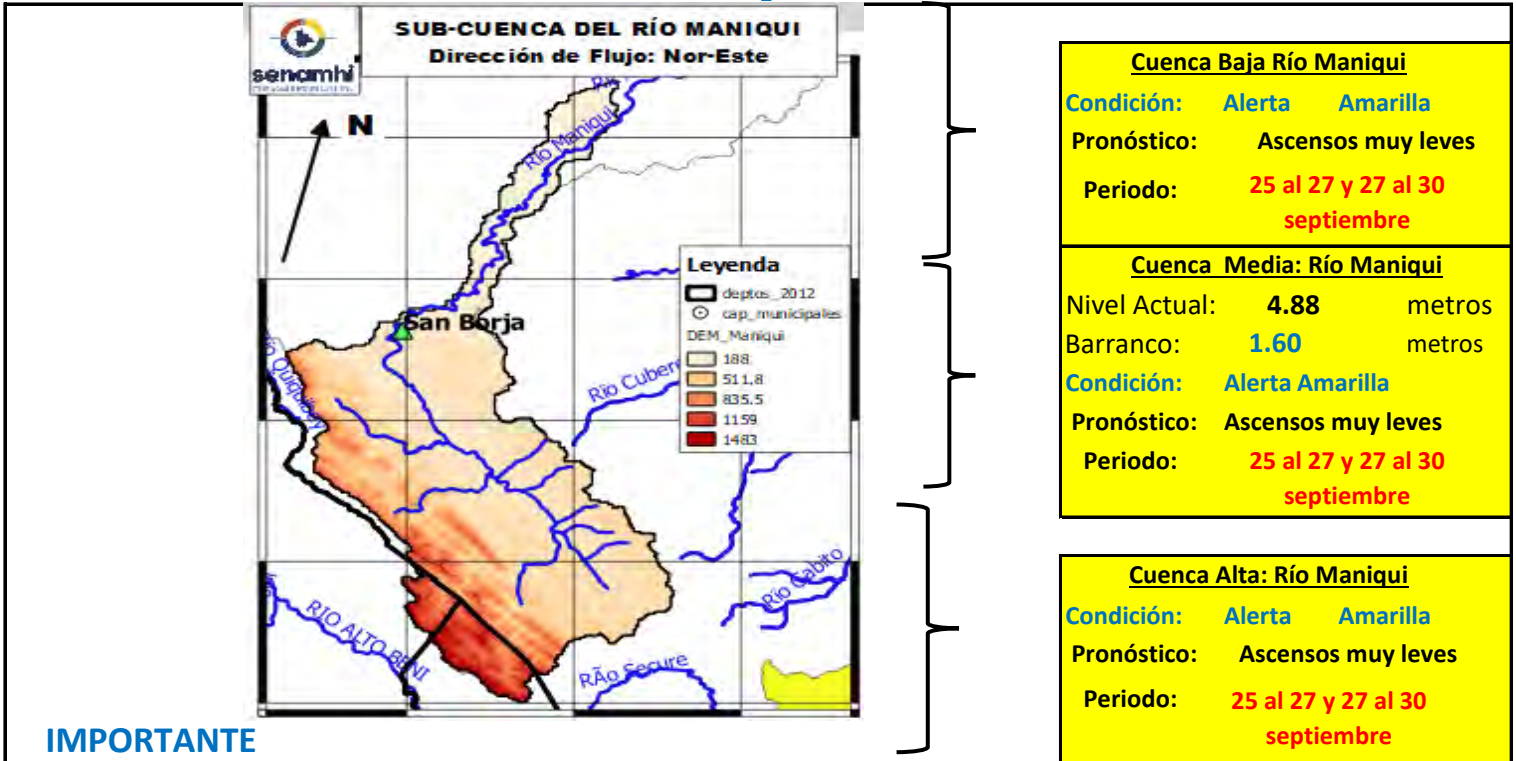 SUB-CUENCA DEL RÍO MANIQUI
Dirección de Flujo: Nor-Este
senamhi
N
Río Maniqui
San Borja
Río Quiquibey
Leyenda
deptos_2012
cap_municipales
DEM_Maniqui
188
511,8
835.5
1159
1483
Río Cabito
RIO ALTO BENI
RÃo Secure
Cuenca Baja Río Maniqui
Condición: Alerta Amarilla
Pronóstico: Ascensos muy leves
Periodo: 25 al 27 y 27 al 30
septiembre
Cuenca Media: Río Maniqui
Nivel Actual: 4.88 metros
Barranco: 1.60 metros
Condición: Alerta Amarilla
Pronóstico: Ascensos muy leves
Periodo: 25 al 27 y 27 al 30
septiembre
Cuenca Alta: Río Maniqui
Condición: Alerta Amarilla
Pronóstico: Ascensos muy leves
Periodo: 25 al 27 y 27 al 30
septiembre
IMPORTANTE